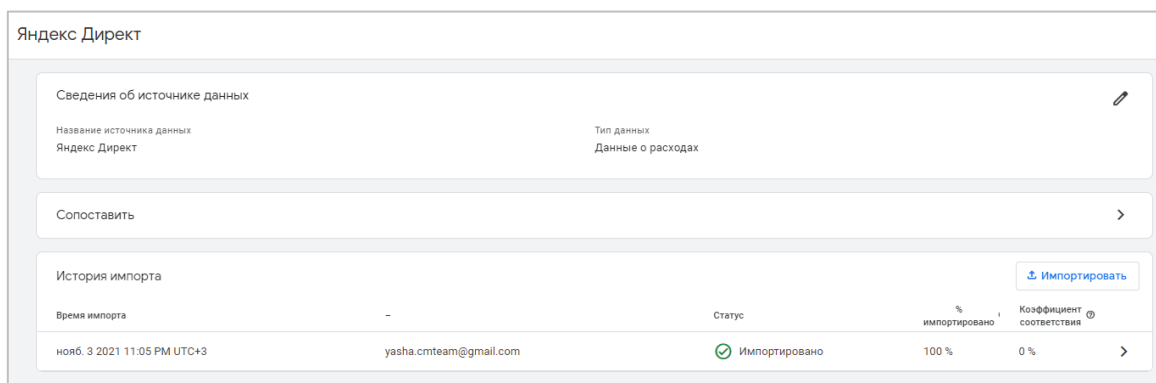 Яндекс Директ
Сведения об источнике данных
Название источника данных
Тип данных
Яндекс Директ
Данные о расходах
Сопоставить
История импорта
Импортировать
Время импорта – Статус % импортировано Коэффициент соответствия
нояб. 3 2021 11:05 PM UTC+3 yasha.cmteam@gmail.com Импортировано 100 % 0 %